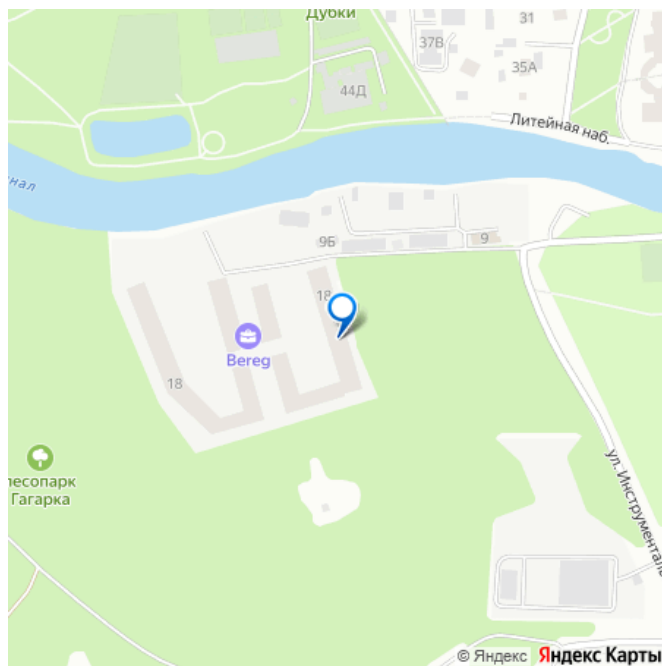 Дубки
31
37В
35А
44Д
Литейная наб.
нал
9Б
9
18
Bereg
18
лесопарк
Гагарка
ул. Инструменталь
© Яндекс Яндекс Карты